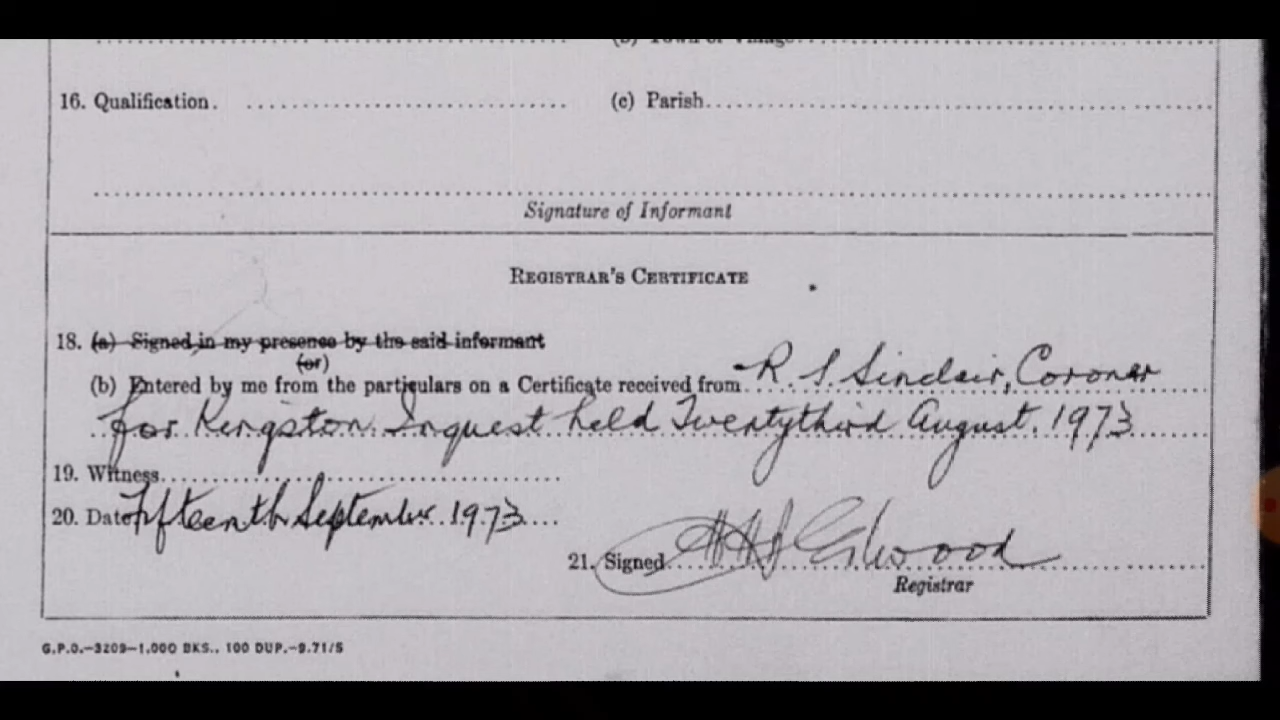 (b) Town or Village
16. Qualification.
(c) Parish
Signature of Informant
REGISTRAR'S CERTIFICATE
18. (a) Signed in my presence by the said informant
(or)
(b) Entered by me from the particulars on a Certificate received from R. S. Sinclair, Coroner
for Kingston. Inquest held Twentythird August. 1973
19. Witness
20. Date Fifteenth September 1973
21. Signed
Registrar
G.P.O.–3209–1,000 BKS., 100 DUP.–9.71/S